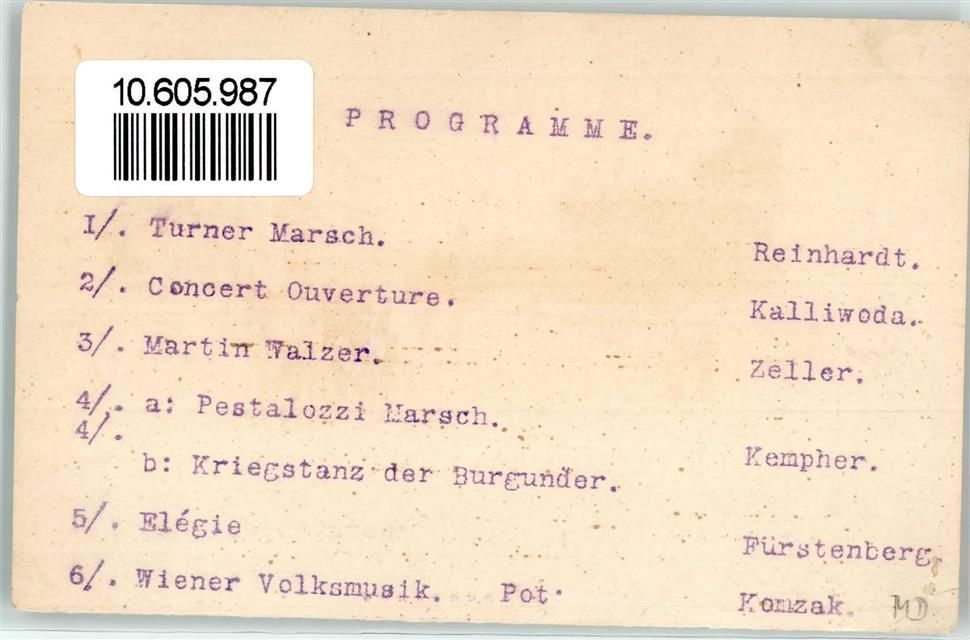 10.605.987
PROGRAMME.
1/. Turner Marsch. Reinhardt.
2/. Concert Ouverture. Kalliwoda.
3/. Martin Walzer. Zeller.
4/. a: Pestalozzi Marsch.
4/.
b: Kriegstanz der Burgunder. Kempher.
5/. Elégie Fürstenberg.
6/. Wiener Volksmusik. Pot. Komzak.
MD